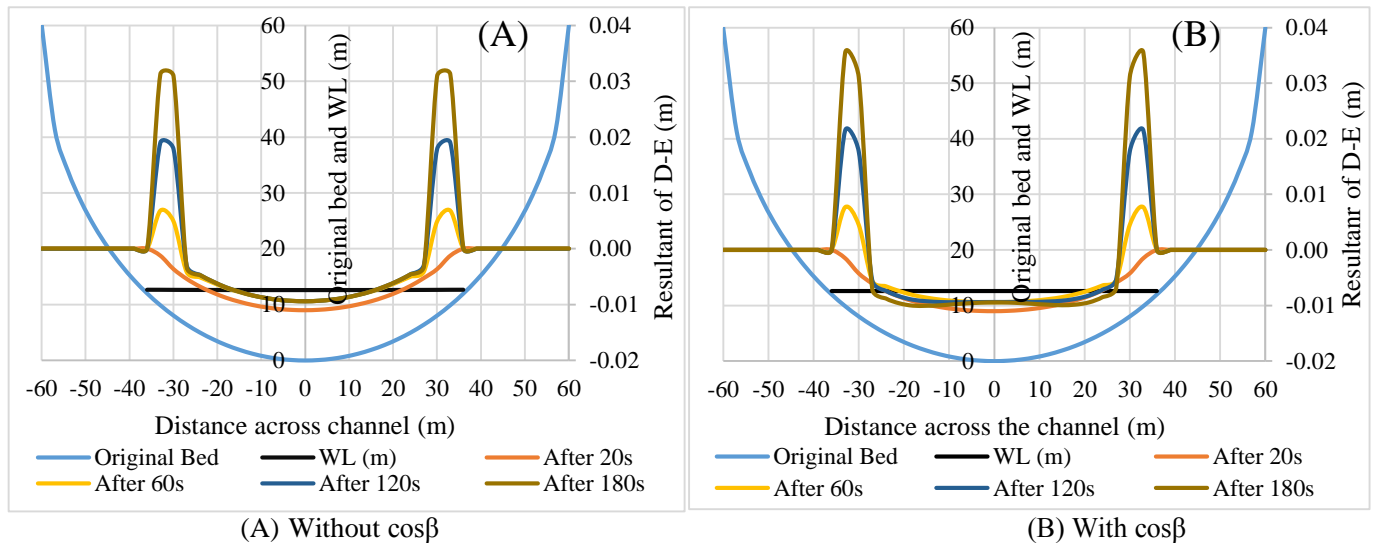 (A)
60
50
40
30
20
10
0
Original bed and WL (m)
0.04
0.03
0.02
0.01
0.00
-0.01
-0.02
Resultant of D-E (m)
-60 -50 -40 -30 -20 -10 0 10 20 30 40 50 60
Distance across channel (m)
Original Bed WL (m) After 20s
After 60s After 120s After 180s
(A) Without cosβ
(B)
60
50
40
30
20
10
0
Original bed and WL (m)
0.04
0.03
0.02
0.01
0.00
-0.01
-0.02
Resultanr of D-E (m)
-60 -50 -40 -30 -20 -10 0 10 20 30 40 50 60
Distance across the channel (m)
Original Bed WL (m) After 20s
After 60s After 120s After 180s
(B) With cosβ